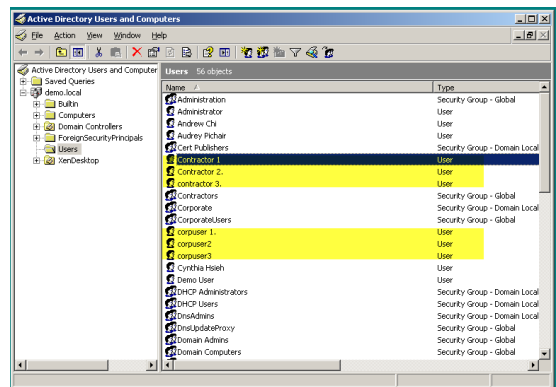 Active Directory Users and Computers
File Action View Window Help
Active Directory Users and Computer
Saved Queries
demo.local
Builtin
Computers
Domain Controllers
ForeignSecurityPrincipals
Users
XenDesktop
Users 56 objects
Name Type
Administration Security Group - Global
Administrator User
Andrew Chi User
Audrey Pichair User
Cert Publishers Security Group - Domain Local
Contractor 1 User
Contractor 2. User
contractor 3. User
Contractors Security Group - Global
Corporate Security Group - Domain Local
CorporateUsers Security Group - Global
corpuser 1. User
corpuser2 User
corpuser3 User
Cynthia Hsieh User
Demo User User
DHCP Administrators Security Group - Domain Local
DHCP Users Security Group - Domain Local
DnsAdmins Security Group - Domain Local
DnsUpdateProxy Security Group - Global
Domain Admins Security Group - Global
Domain Computers Security Group - Global